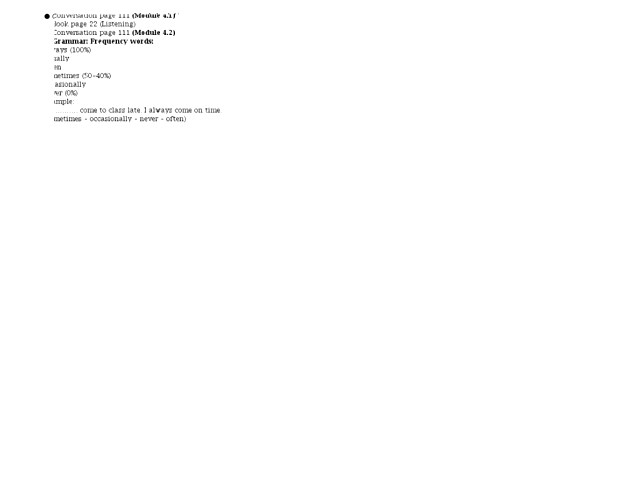 Conversation page 111 (Module 4.1)
Book page 22 (Listening)
Conversation page 111 (Module 4.2)
Grammar: Frequency words:
ways (100%)
ually
en
metimes (50-40%)
asionally
ver (0%)
ample:
......... come to class late. I always come on time.
metimes - occasionally - never - often)